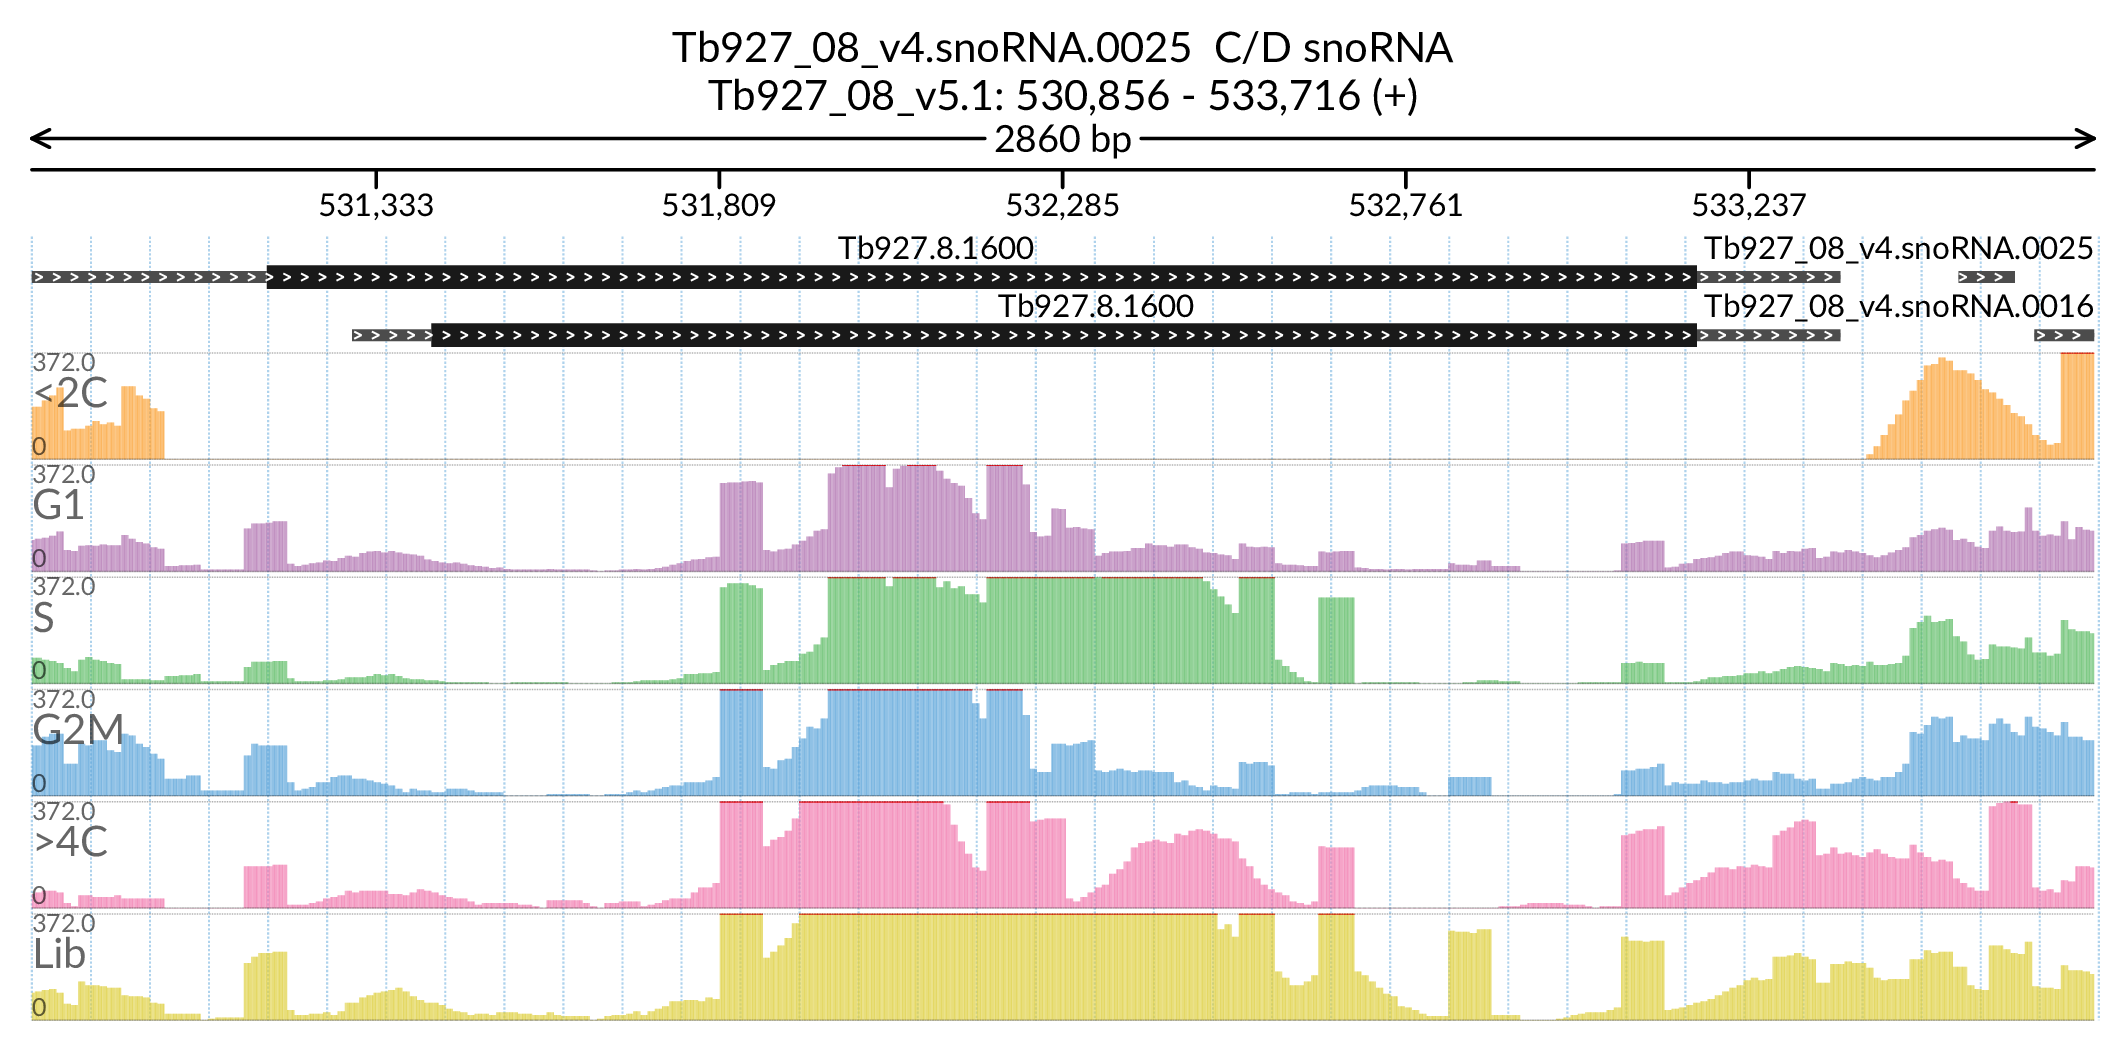 Tb927_08_v4.snoRNA.0025  C/D snoRNA
Tb927_08_v5.1: 530,856 - 533,716 (+)
2860 bp
531,333 531,809 532,285 532,761 533,237
Tb927.8.1600 Tb927_08_v4.snoRNA.0025
Tb927.8.1600 Tb927_08_v4.snoRNA.0016
372.0
<2C
0
372.0
G1
0
372.0
S
0
372.0
G2M
0
372.0
>4C
0
372.0
Lib
0